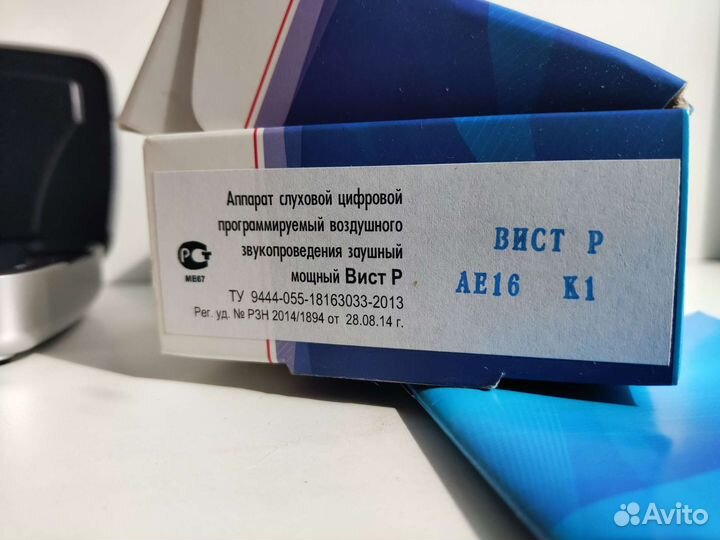 Аппарат слуховой цифровой
программируемый воздушного
звукопроведения заушный
мощный Вист Р
РСТ
МЕ67
ТУ 9444-055-18163033-2013
Рег. уд. № РЗН 2014/1894 от 28.08.14 г.
ВИСТ Р
АЕ16 К1
Avito